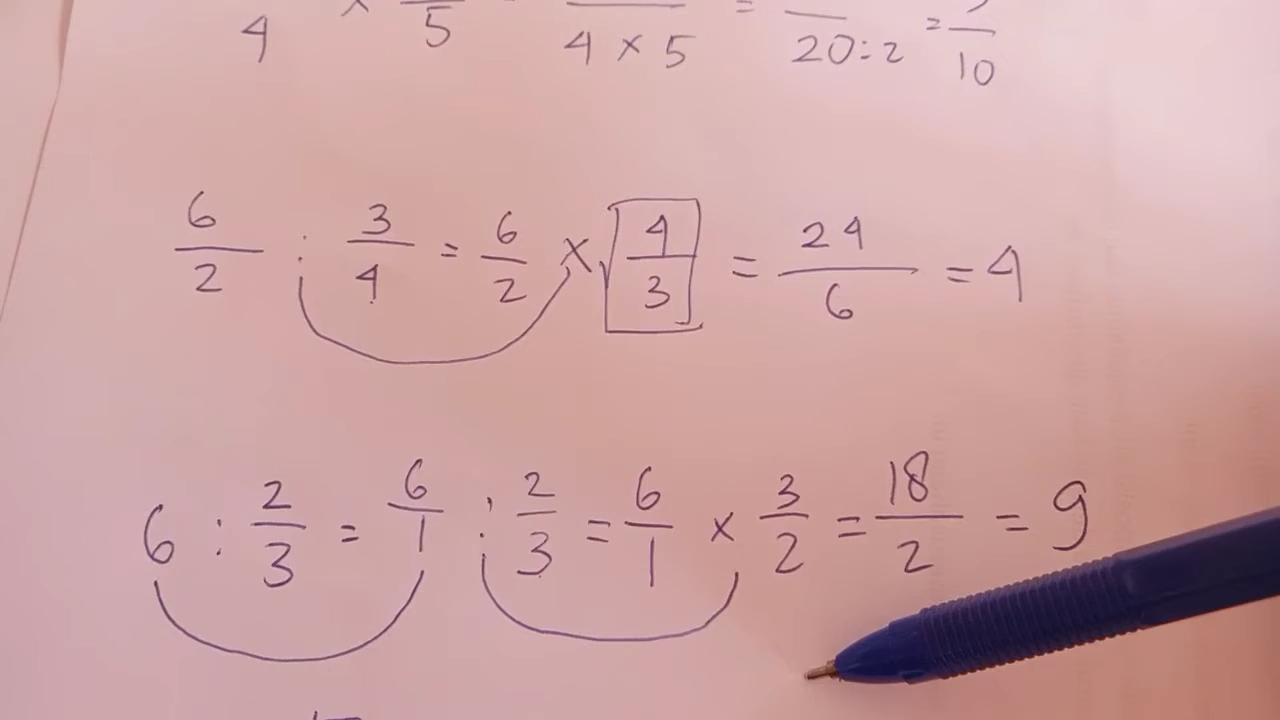 4 × 5 4 × 5 = 20:2 = 10
6/2 : 3/4 = 6/2 × 4/3 = 24/6 = 4
6 : 2/3 = 6/1 : 2/3 = 6/1 × 3/2 = 18/2 = 9